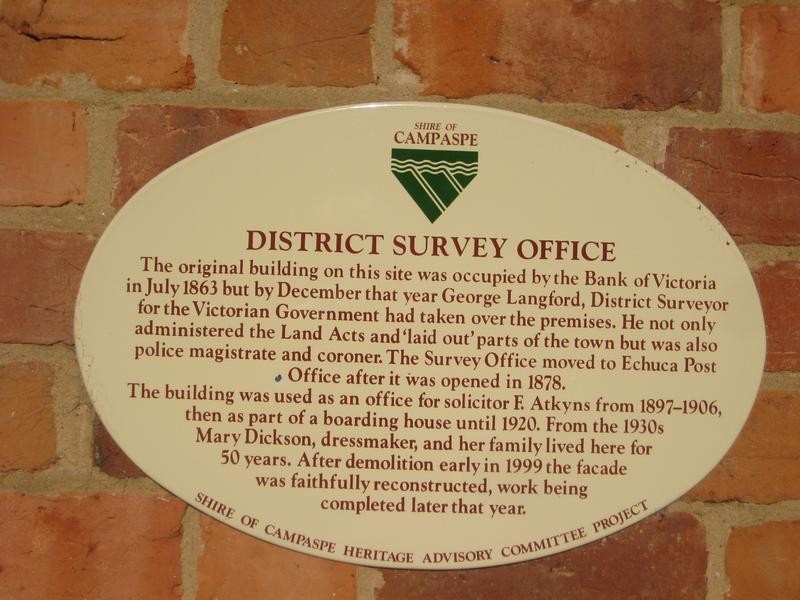 SHIRE OF
CAMPASPE
DISTRICT SURVEY OFFICE
The original building on this site was occupied by the Bank of Victoria
in July 1863 but by December that year George Langford, District Surveyor
for the Victorian Government had taken over the premises. He not only
administered the Land Acts and 'laid out' parts of the town but was also
police magistrate and coroner. The Survey Office moved to Echuca Post
Office after it was opened in 1878.
The building was used as an office for solicitor F. Atkyns from 1897–1906,
then as part of a boarding house until 1920. From the 1930s
Mary Dickson, dressmaker, and her family lived here for
50 years. After demolition early in 1999 the facade
was faithfully reconstructed, work being
completed later that year.
SHIRE OF CAMPASPE HERITAGE ADVISORY COMMITTEE PROJECT